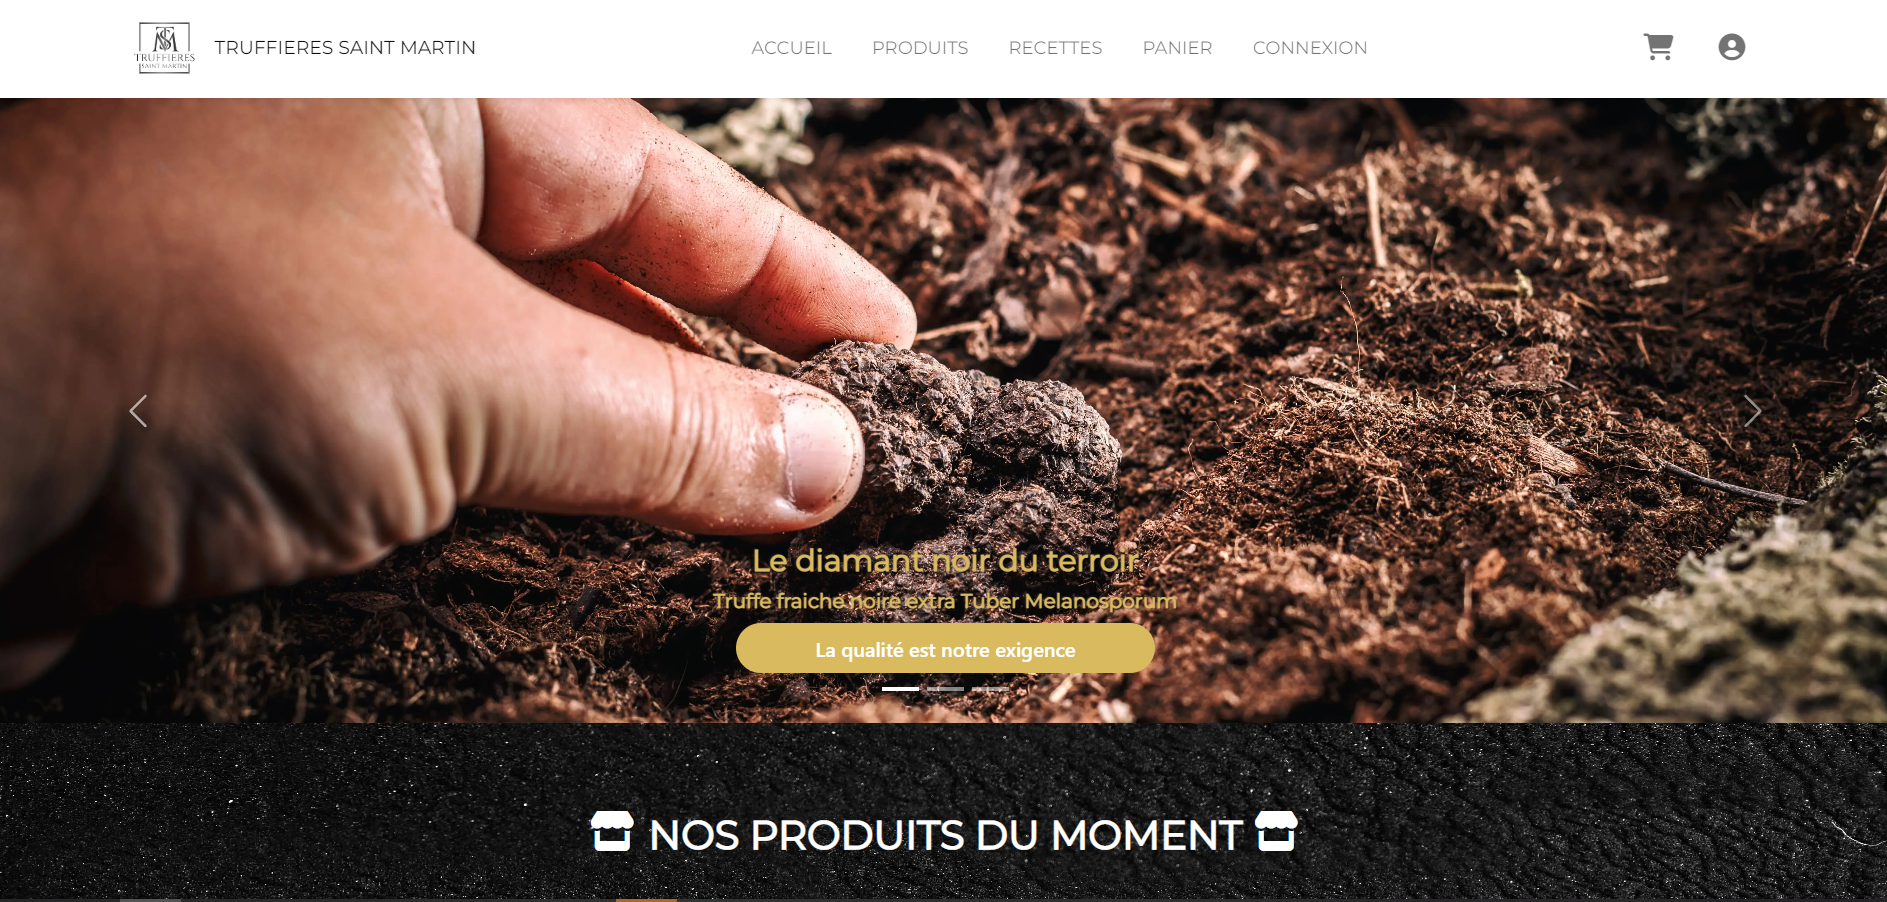 TSM
TRUFFIERES
SAINT MARTIN
TRUFFIERES SAINT MARTIN
ACCUEIL PRODUITS RECETTES PANIER CONNEXION
Le diamant noir du terroir
Truffe fraiche noire extra Tuber Melanosporum
La qualité est notre exigence
NOS PRODUITS DU MOMENT